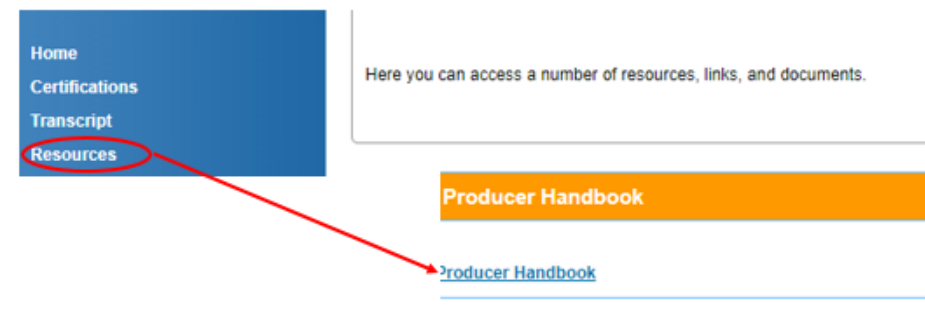 Home
Certifications
Transcript
Resources
Here you can access a number of resources, links, and documents.
Producer Handbook
Producer Handbook